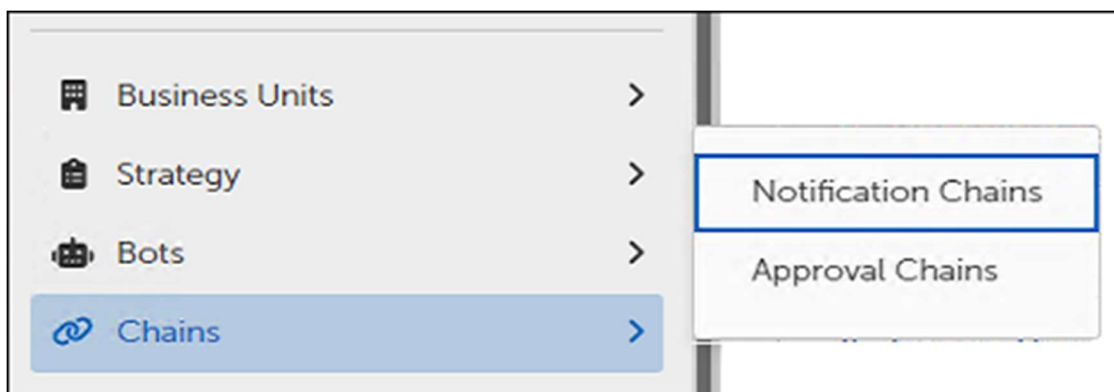 Business Units
Strategy
Bots
Chains
Notification Chains
Approval Chains